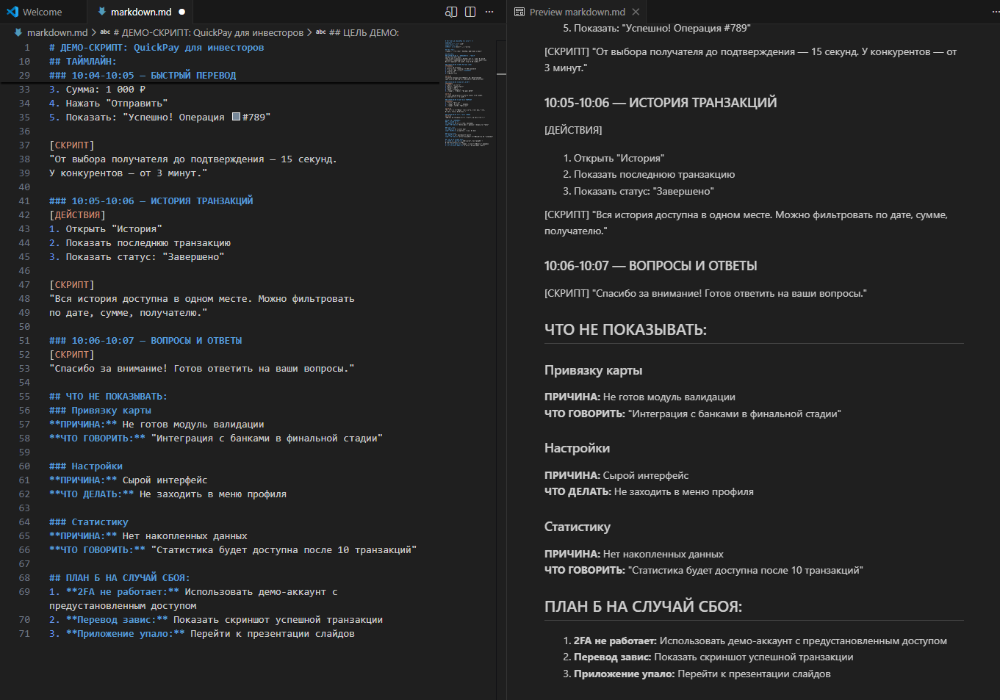 Welcome
markdown.md
markdown.md > abc # ДЕМО-СКРИПТ: QuickPay для инвесторов > abc ## ЦЕЛЬ ДЕМО:
1 # ДЕМО-СКРИПТ: QuickPay для инвесторов
10 ## ТАЙМЛАЙН:
29 ### 10:04-10:05 — БЫСТРЫЙ ПЕРЕВОД
33 3. Сумма: 1 000 ₽
34 4. Нажать "Отправить"
35 5. Показать: "Успешно! Операция #789"
36
37 [СКРИПТ]
38 "От выбора получателя до подтверждения — 15 секунд.
39 У конкурентов — от 3 минут."
40
41 ### 10:05-10:06 — ИСТОРИЯ ТРАНЗАКЦИЙ
42 [ДЕЙСТВИЯ]
43 1. Открыть "История"
44 2. Показать последнюю транзакцию
45 3. Показать статус: "Завершено"
46
47 [СКРИПТ]
48 "Вся история доступна в одном месте. Можно фильтровать
49 по дате, сумме, получателю."
50
51 ### 10:06-10:07 — ВОПРОСЫ И ОТВЕТЫ
52 [СКРИПТ]
53 "Спасибо за внимание! Готов ответить на ваши вопросы."
54
55 ## ЧТО НЕ ПОКАЗЫВАТЬ:
56 ### Привязку карты
57 **ПРИЧИНА:** Не готов модуль валидации
58 **ЧТО ГОВОРИТЬ:** "Интеграция с банками в финальной стадии"
59
60 ### Настройки
61 **ПРИЧИНА:** Сырой интерфейс
62 **ЧТО ДЕЛАТЬ:** Не заходить в меню профиля
63
64 ### Статистику
65 **ПРИЧИНА:** Нет накопленных данных
66 **ЧТО ГОВОРИТЬ:** "Статистика будет доступна после 10 транзакций"
67
68 ## ПЛАН Б НА СЛУЧАЙ СБОЯ:
69 1. **2FA не работает:** Использовать демо-аккаунт с
предустановленным доступом
70 2. **Перевод завис:** Показать скриншот успешной транзакции
71 3. **Приложение упало:** Перейти к презентации слайдов
Preview markdown.md
5. Показать: "Успешно! Операция #789"
[СКРИПТ] "От выбора получателя до подтверждения — 15 секунд. У конкурентов — от
3 минут."
10:05-10:06 — ИСТОРИЯ ТРАНЗАКЦИЙ
[ДЕЙСТВИЯ]
1. Открыть "История"
2. Показать последнюю транзакцию
3. Показать статус: "Завершено"
[СКРИПТ] "Вся история доступна в одном месте. Можно фильтровать по дате, сумме,
получателю."
10:06-10:07 — ВОПРОСЫ И ОТВЕТЫ
[СКРИПТ] "Спасибо за внимание! Готов ответить на ваши вопросы."
ЧТО НЕ ПОКАЗЫВАТЬ:
Привязку карты
ПРИЧИНА: Не готов модуль валидации
ЧТО ГОВОРИТЬ: "Интеграция с банками в финальной стадии"
Настройки
ПРИЧИНА: Сырой интерфейс
ЧТО ДЕЛАТЬ: Не заходить в меню профиля
Статистику
ПРИЧИНА: Нет накопленных данных
ЧТО ГОВОРИТЬ: "Статистика будет доступна после 10 транзакций"
ПЛАН Б НА СЛУЧАЙ СБОЯ:
1. 2FA не работает: Использовать демо-аккаунт с предустановленным доступом
2. Перевод завис: Показать скриншот успешной транзакции
3. Приложение упало: Перейти к презентации слайдов